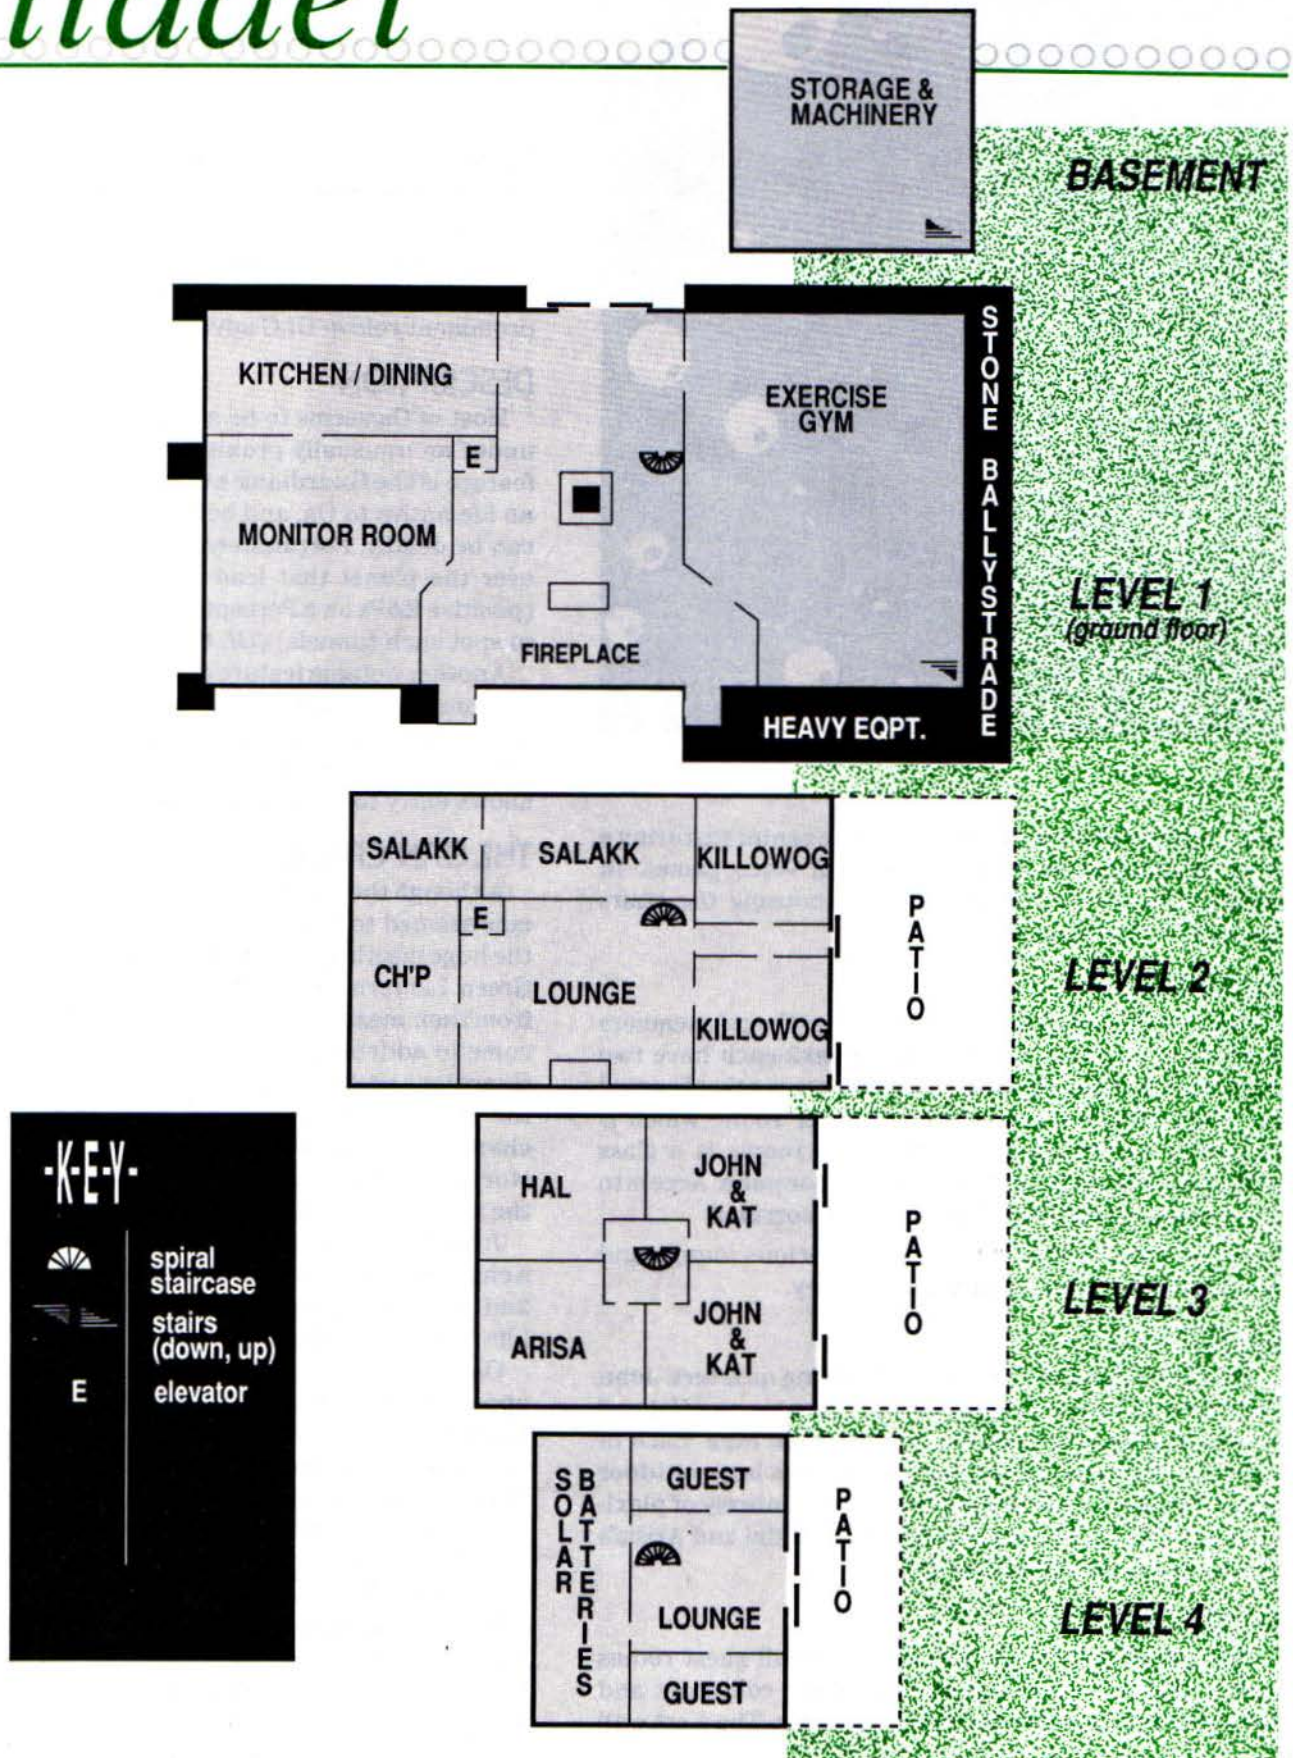 STORAGE &
MACHINERY
BASEMENT
KITCHEN / DINING
EXERCISE
GYM
E
MONITOR ROOM
FIREPLACE
STONE BALLYSTRADE
HEAVY EQPT.
LEVEL 1
(ground floor)
SALAKK
SALAKK
KILLOWOG
E
CH'P
LOUNGE
KILLOWOG
PATIO
LEVEL 2
HAL
JOHN
&
KAT
ARISA
JOHN
&
KAT
PATIO
LEVEL 3
SOLAR
BATTERIES
GUEST
LOUNGE
GUEST
PATIO
LEVEL 4
-K-E-Y-
spiral
staircase
stairs
(down, up)
E elevator